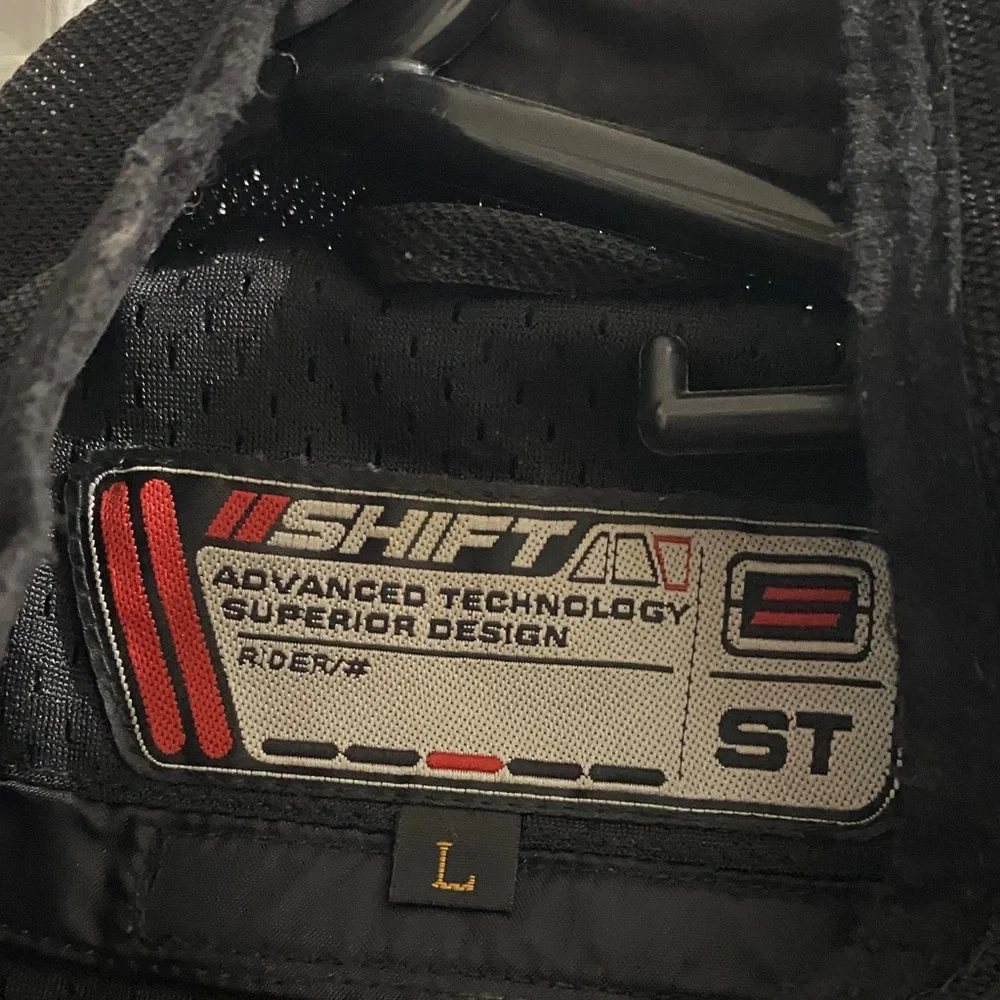 SHIFT
ADVANCED TECHNOLOGY
SUPERIOR DESIGN
RIDER/#
ST
L